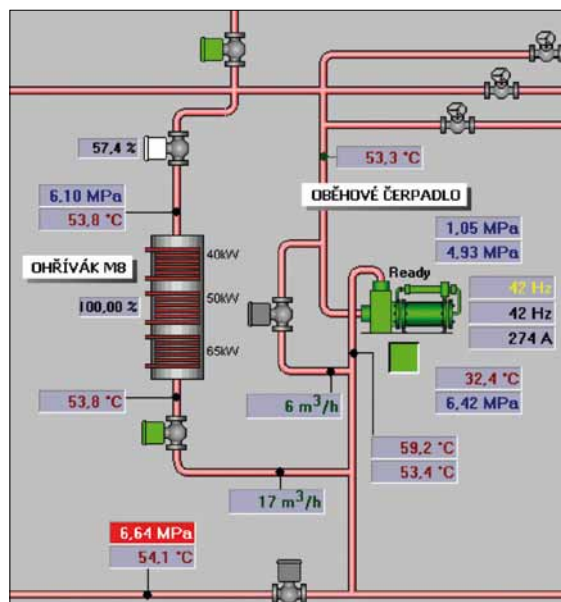 57,4 %
53,3 °C
6,10 MPa
53,8 °C
OBĚHOVÉ ČERPADLO
1,05 MPa
4,93 MPa
OHŘÍVÁK M8
40kW
Ready
42 Hz
100,00 %
50kW
42 Hz
274 A
65kW
32,4 °C
53,8 °C
6 m³/h
6,42 MPa
59,2 °C
53,4 °C
17 m³/h
6,64 MPa
54,1 °C